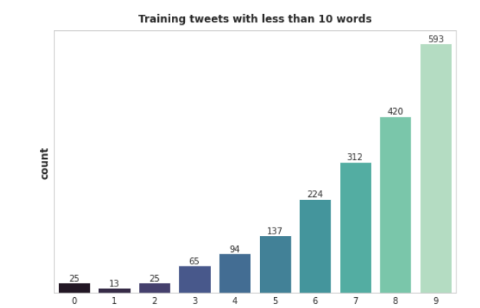 Training tweets with less than 10 words
count
25 13 25 65 94 137 224 312 420 593
0 1 2 3 4 5 6 7 8 9